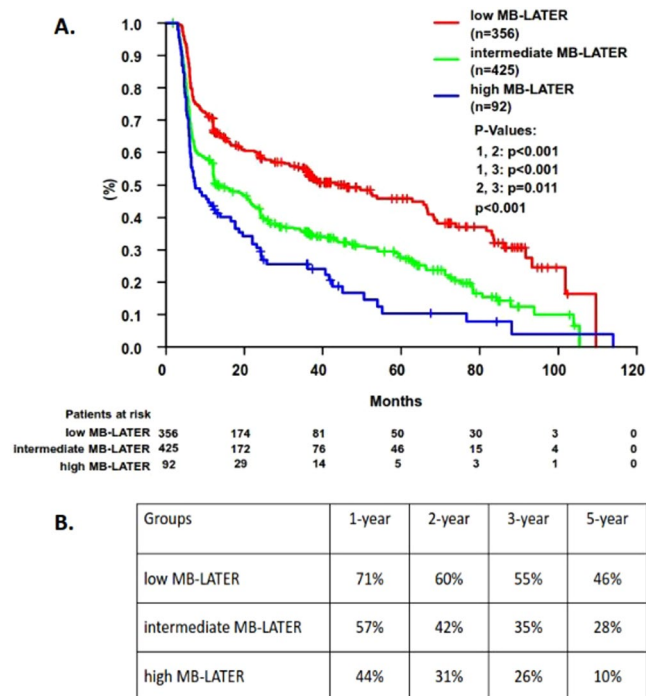 A.
low MB-LATER
(n=356)
intermediate MB-LATER
(n=425)
high MB-LATER
(n=92)
P-Values:
1, 2: p<0.001
1, 3: p<0.001
2, 3: p=0.011
p<0.001
(%)
1.0
0.9
0.8
0.7
0.6
0.5
0.4
0.3
0.2
0.1
0.0
0 20 40 60 80 100 120
Months
Patients at risk
low MB-LATER 356 174 81 50 30 3 0
intermediate MB-LATER 425 172 76 46 15 4 0
high MB-LATER 92 29 14 5 3 1 0
B.
Groups 1-year 2-year 3-year 5-year
low MB-LATER 71% 60% 55% 46%
intermediate MB-LATER 57% 42% 35% 28%
high MB-LATER 44% 31% 26% 10%